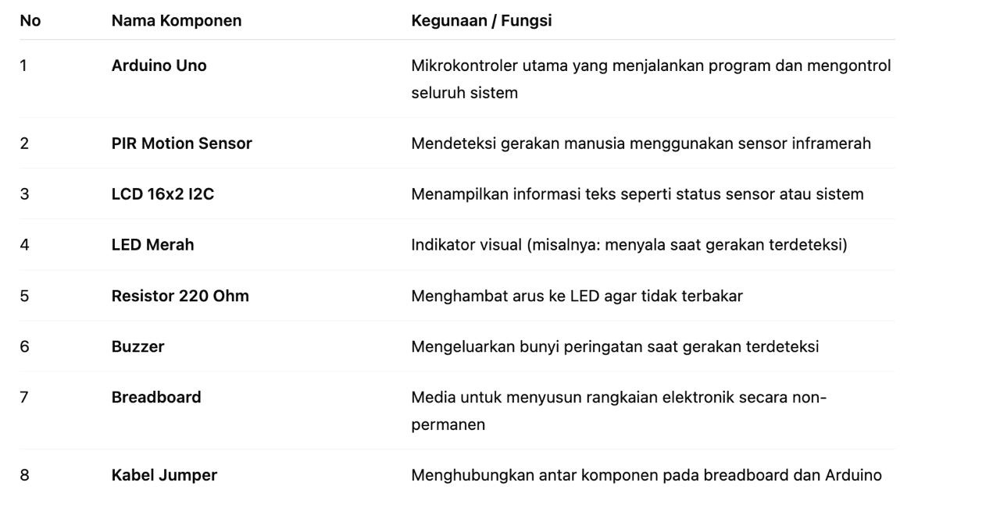 No Nama Komponen Kegunaan / Fungsi
1 Arduino Uno Mikrokontroler utama yang menjalankan program dan mengontrol
seluruh sistem
2 PIR Motion Sensor Mendeteksi gerakan manusia menggunakan sensor inframerah
3 LCD 16x2 I2C Menampilkan informasi teks seperti status sensor atau sistem
4 LED Merah Indikator visual (misalnya: menyala saat gerakan terdeteksi)
5 Resistor 220 Ohm Menghambat arus ke LED agar tidak terbakar
6 Buzzer Mengeluarkan bunyi peringatan saat gerakan terdeteksi
7 Breadboard Media untuk menyusun rangkaian elektronik secara non-
permanen
8 Kabel Jumper Menghubungkan antar komponen pada breadboard dan Arduino